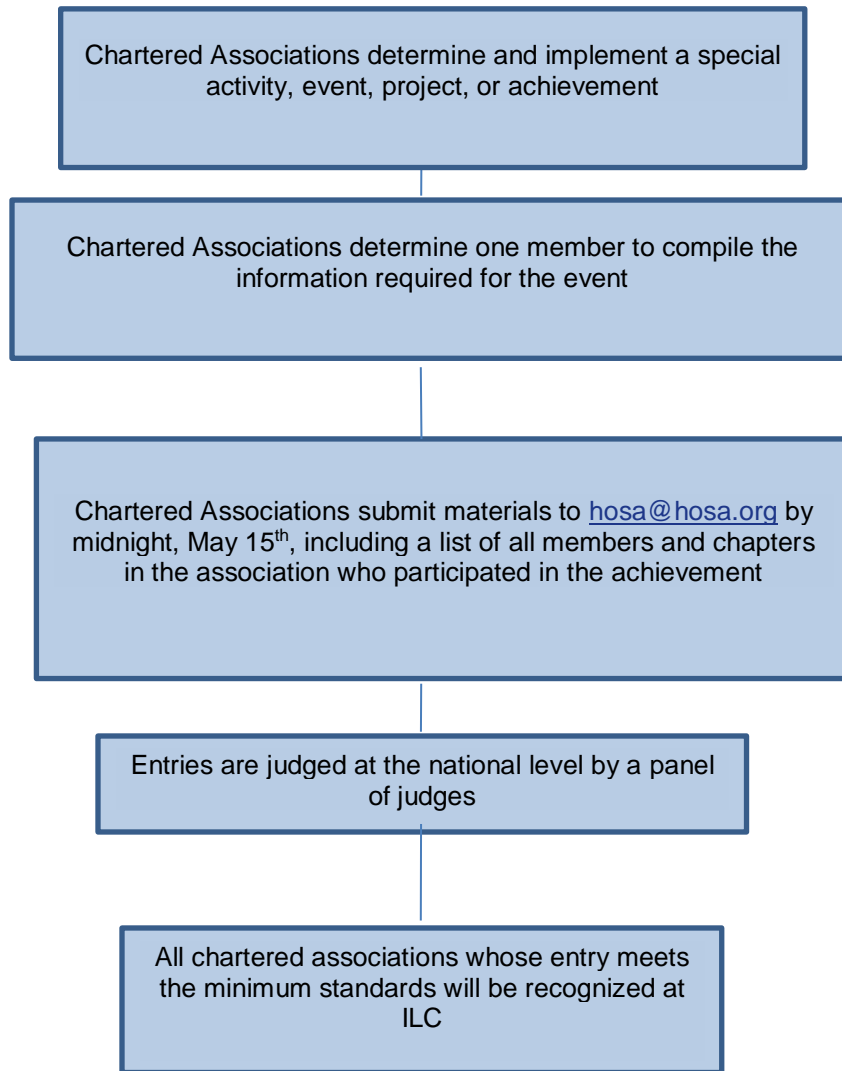 Chartered Associations determine and implement a special
activity, event, project, or achievement
Chartered Associations determine one member to compile the
information required for the event
Chartered Associations submit materials to hosa@hosa.org by
midnight, May 15th, including a list of all members and chapters
in the association who participated in the achievement
Entries are judged at the national level by a panel
of judges
All chartered associations whose entry meets
the minimum standards will be recognized at
ILC